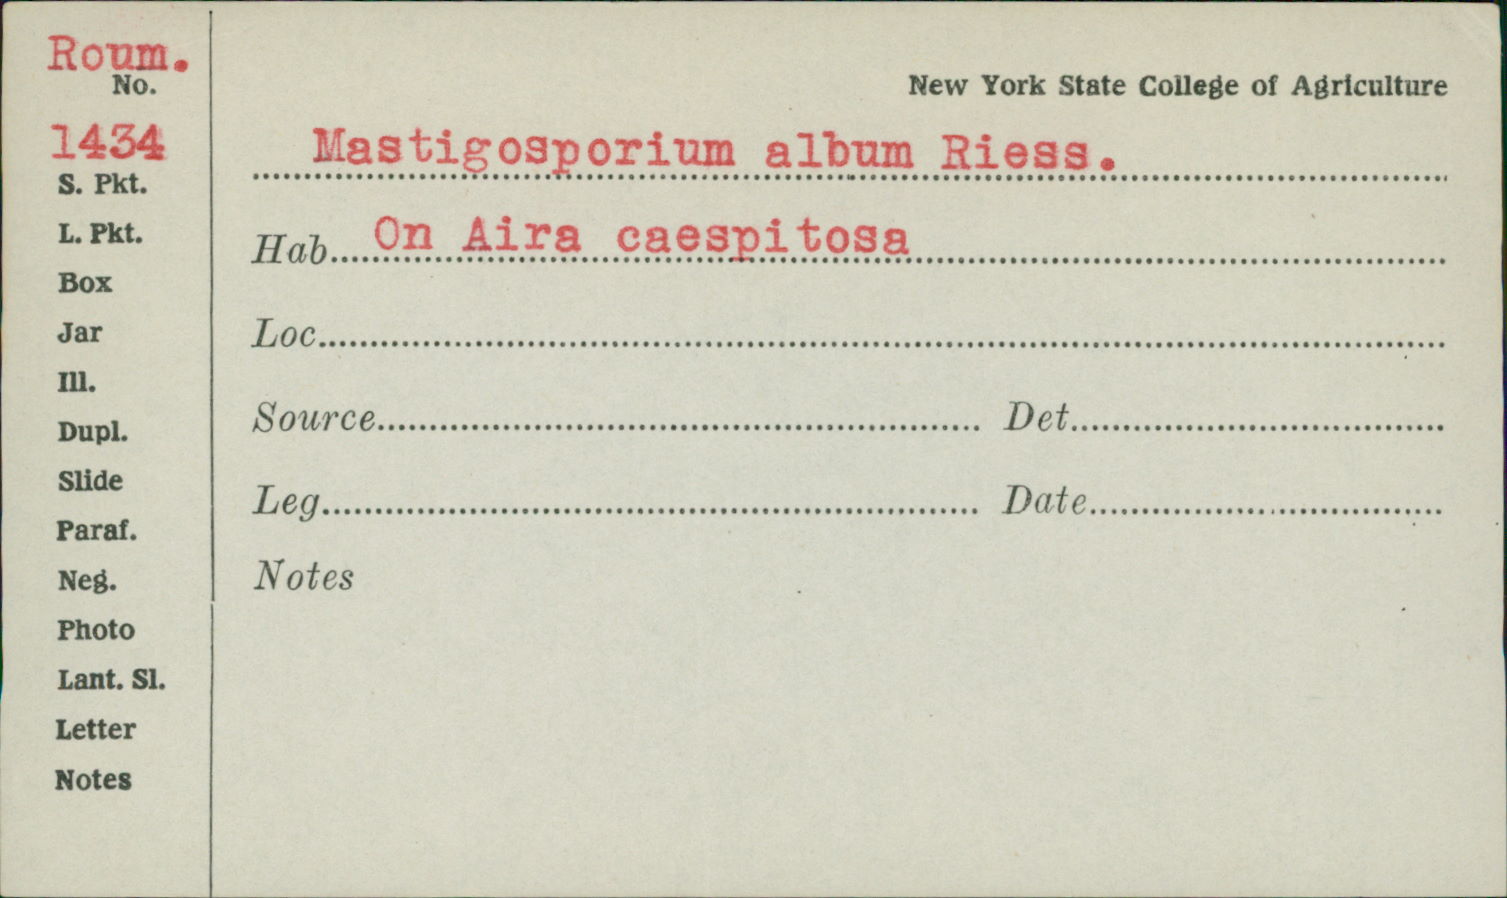 Roum.
No.
1434
S. Pkt.
L. Pkt.
Box
Jar
Ill.
Dupl.
Slide
Paraf.
Neg.
Photo
Lant. Sl.
Letter
Notes
New York State College of Agriculture
Mastigosporium album Riess.
Hab. On Aira caespitosa
Loc.
Source Det.
Leg. Date
Notes